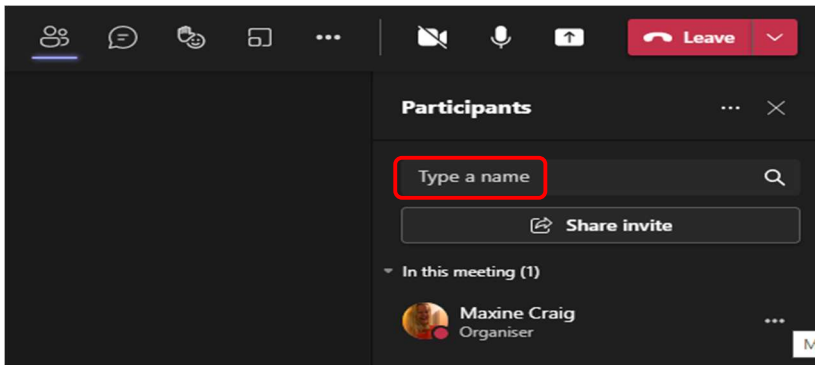 Leave
Participants
Type a name
Share invite
In this meeting (1)
Maxine Craig
Organiser
M